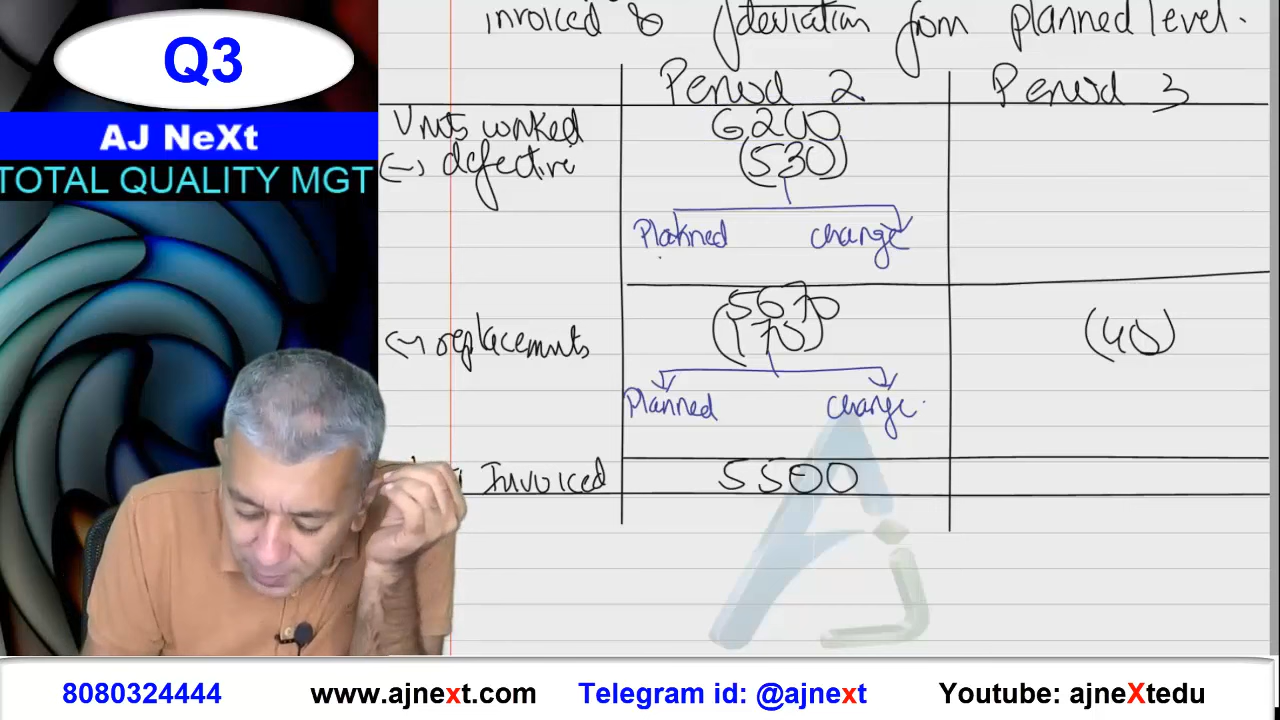 Q3
AJ NeXt
TOTAL QUALITY MGT
invoiced & deviation from planned level.
Period 2 Period 3
Units worked 6200
(-) defective (530)
Planned change
5670
(-) replacements (170) (40)
Planned change.
Invoiced 5500
8080324444 www.ajnext.com Telegram id: @ajnext Youtube: ajneXtedu